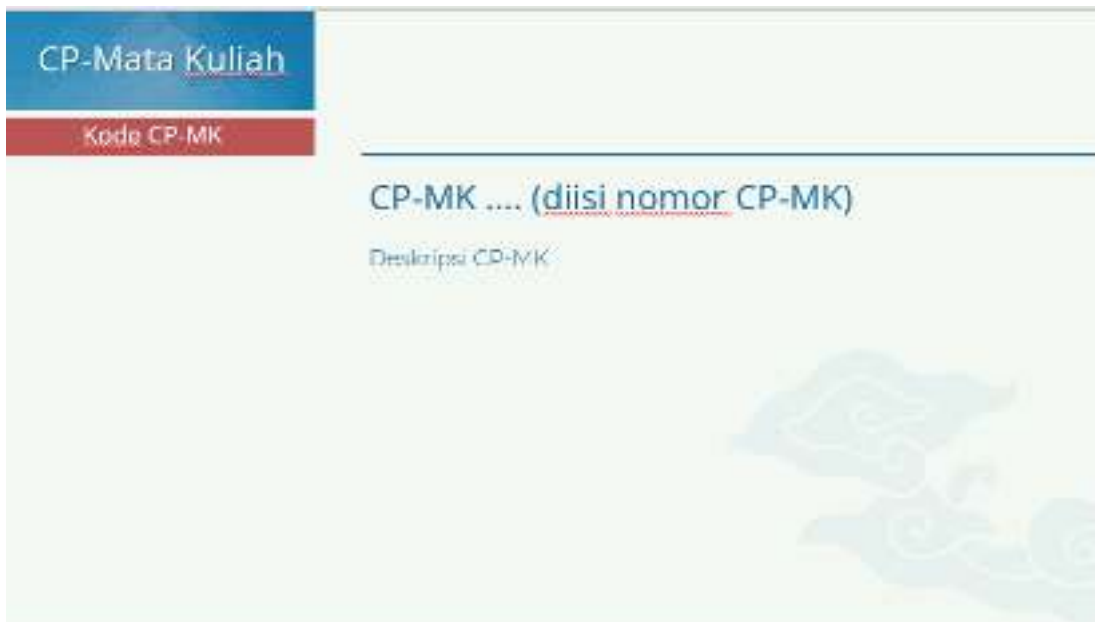 CP-Mata Kuliah
Kode CP-MK
CP-MK .... (diisi nomor CP-MK)
Deskripsi CP-MK